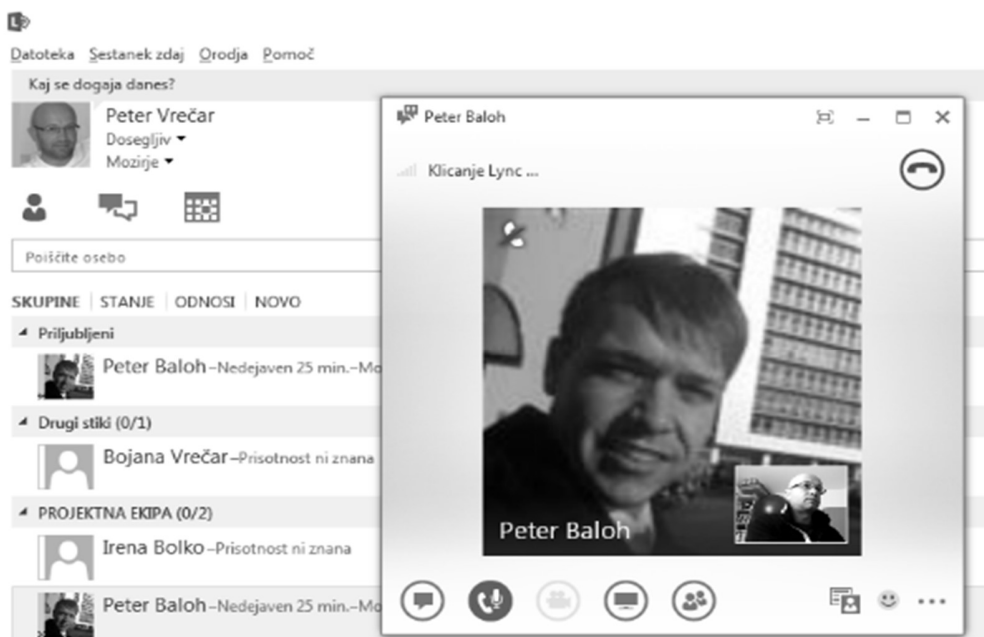 Datoteka Sestanek zdaj Orodja Pomoč
Kaj se dogaja danes?
Peter Vrečar
Dosegljiv
Mozirje
Poiščite osebo
SKUPINE STANJE ODNOSI NOVO
Priljubljeni
Peter Baloh–Nedejaven 25 min.–Mo
Drugi stiki (0/1)
Bojana Vrečar–Prisotnost ni znana
PROJEKTNA EKIPA (0/2)
Irena Bolko–Prisotnost ni znana
Peter Baloh–Nedejaven 25 min.–Mo
Peter Baloh
Klicanje Lync ...
Peter Baloh